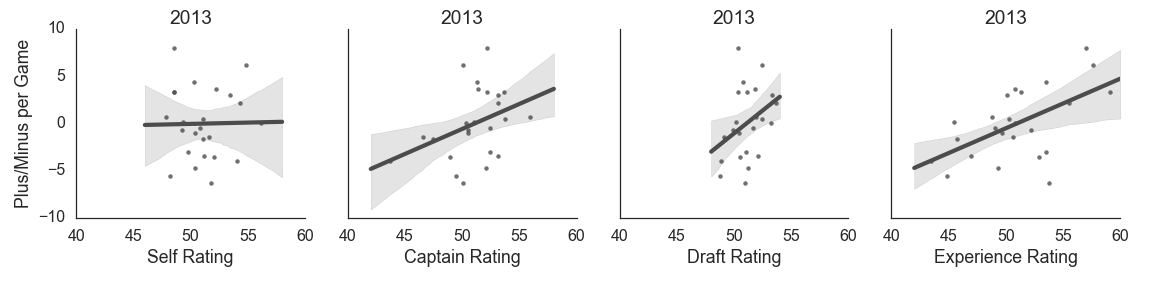 2013 2013 2013 2013
Plus/Minus per Game
10
5
0
−5
−10
40 45 50 55 60 40 45 50 55 60 40 45 50 55 60 40 45 50 55 60
Self Rating Captain Rating Draft Rating Experience Rating